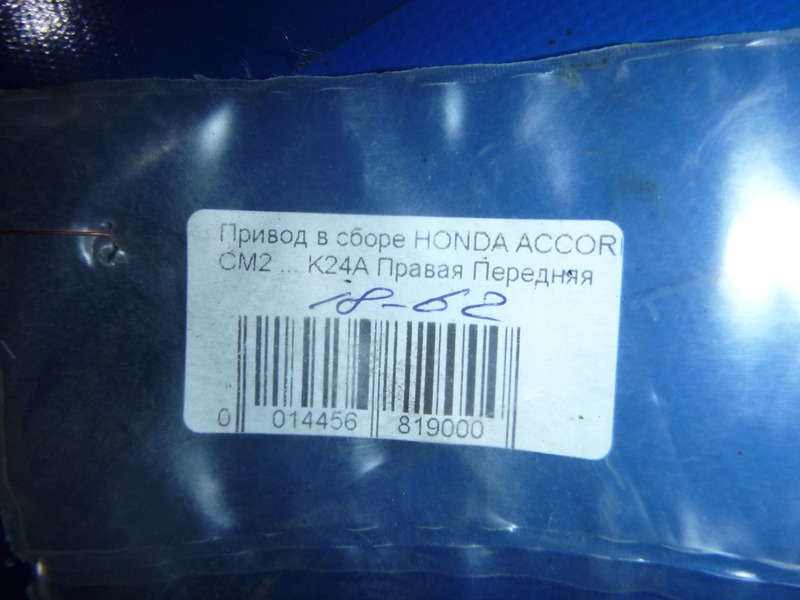 Привод в сборе HONDA ACCOR
CM2 ... K24A Правая Передняя
18-62
0 014456 819000